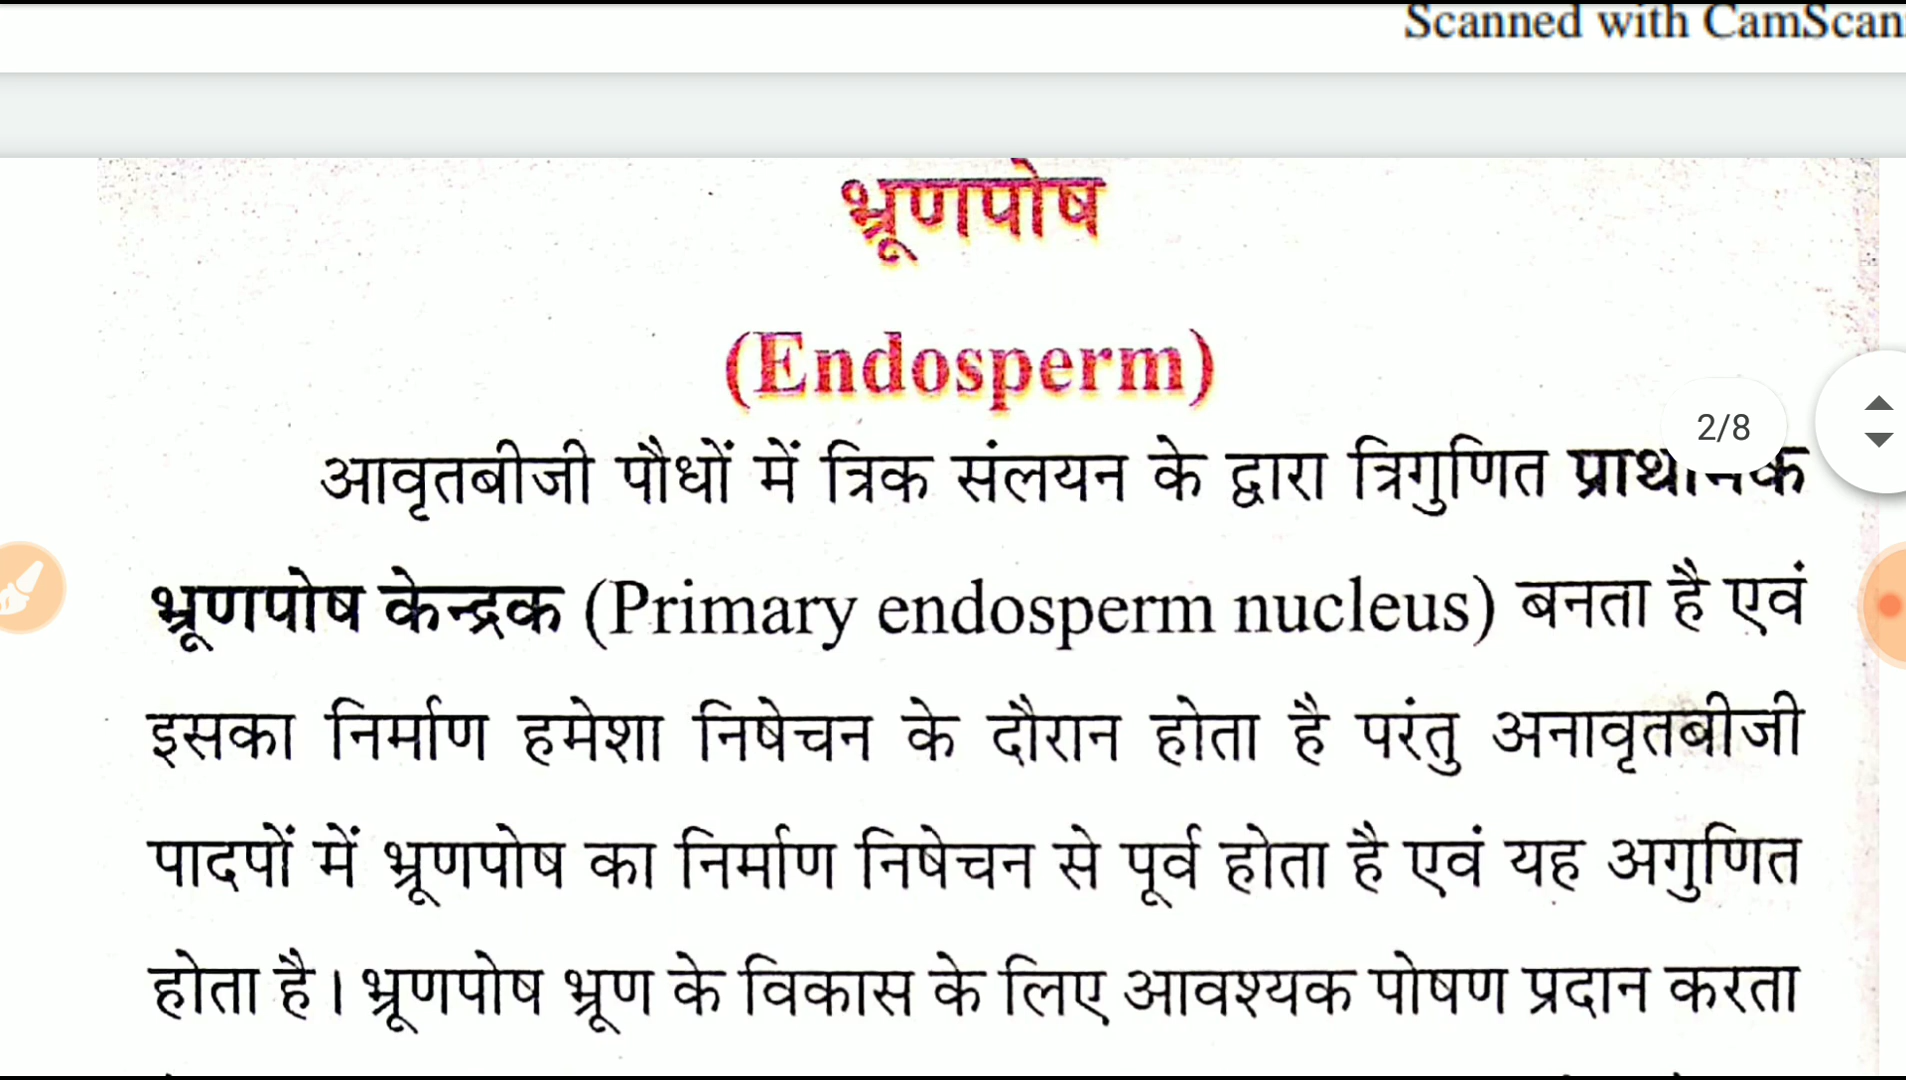 Scanned with CamScan
भ्रूणपोष
(Endosperm)
2/8
आवृतबीजी पौधों में त्रिक संलयन के द्वारा त्रिगुणित
भ्रूणपोष केन्द्रक (Primary endosperm nucleus) बनता है एवं
इसका निर्माण हमेशा निषेचन के दौरान होता है परंतु अनावृतबीजी
पादपों में भ्रूणपोष का निर्माण निषेचन से पूर्व होता है एवं यह अगुणित
होता है। भ्रूणपोष भ्रूण के विकास के लिए आवश्यक पोषण प्रदान करता